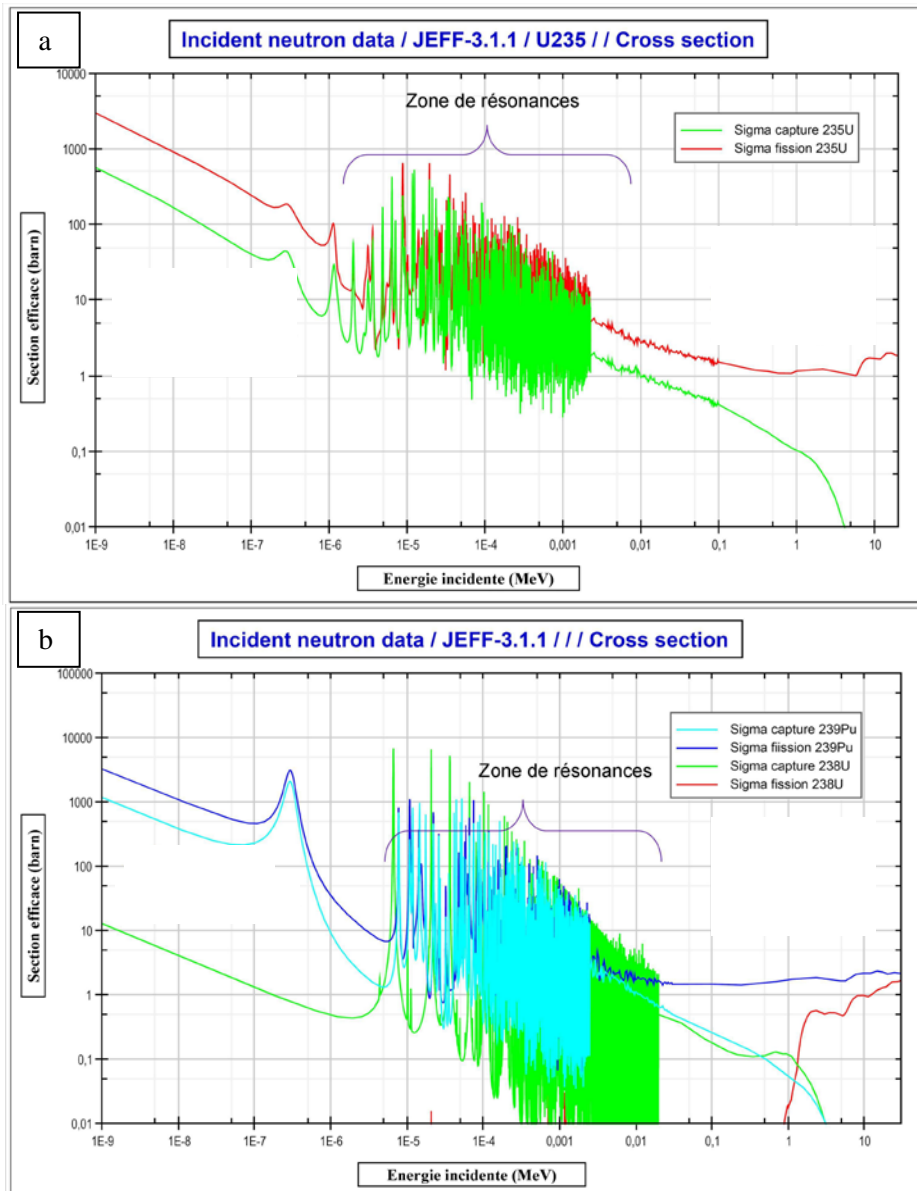 a
Incident neutron data / JEFF-3.1.1 / U235 / / Cross section
Zone de résonances
Sigma capture 235U
Sigma fission 235U
Section efficace (barn)
10000
1000
100
10
1
0,1
0,01
1E-9 1E-8 1E-7 1E-6 1E-5 1E-4 0,001 0,01 0,1 1 10
Energie incidente (MeV)
b
Incident neutron data / JEFF-3.1.1 / / / Cross section
Zone de résonances
Sigma capture 239Pu
Sigma fiission 239Pu
Sigma capture 238U
Sigma fission 238U
Section efficace (barn)
100000
10000
1000
100
10
1
0,1
0,01
1E-9 1E-8 1E-7 1E-6 1E-5 1E-4 0,001 0,01 0,1 1 10
Energie incidente (MeV)